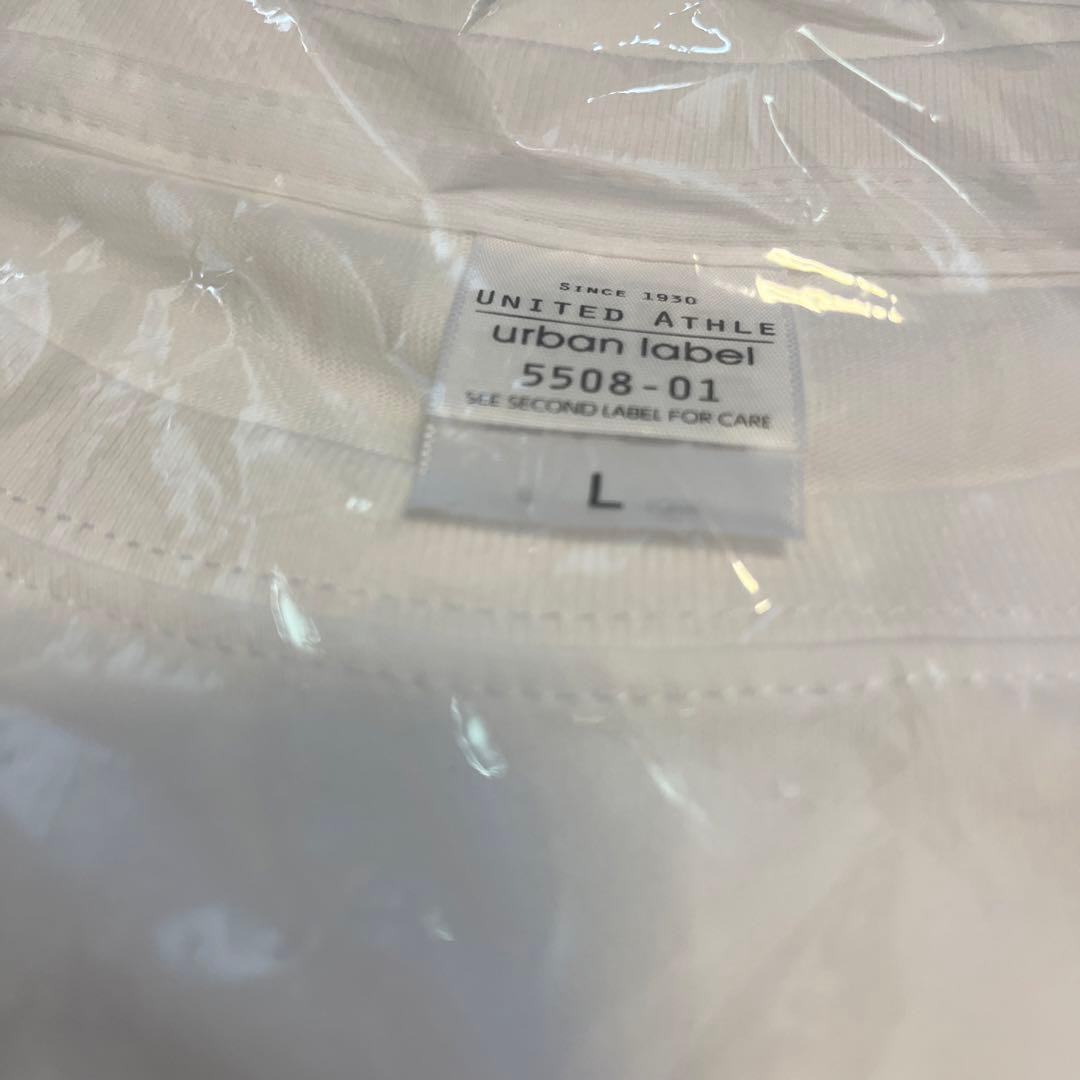 SINCE 1930
UNITED ATHLE
urban label
5508-01
SEE SECOND LABEL FOR CARE
L